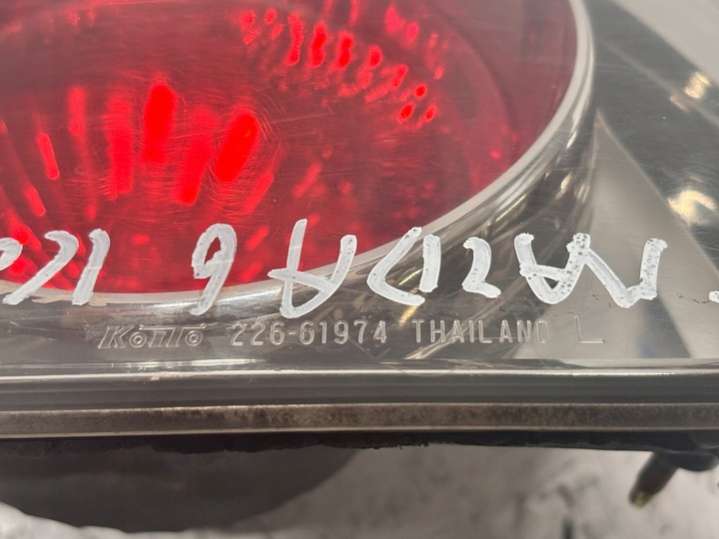 MAZDA 6
KOITO 226-61974 THAILAND L